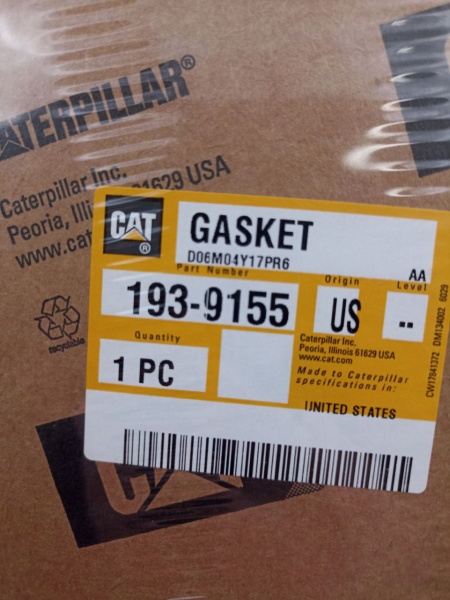 CATERPILLAR®
Caterpillar Inc.
Peoria, Illi 61629 USA
www.cat
recyclable
CAT®
GASKET
D06M04Y17PR6
Part Number
193-9155
Origin
US
AA
Level
--
Quantity
1 PC
Caterpillar Inc.
Peoria, Illinois 61629 USA
www.cat.com
Made to Caterpillar
specifications in:
UNITED STATES
CW17841372 DM134002 6029